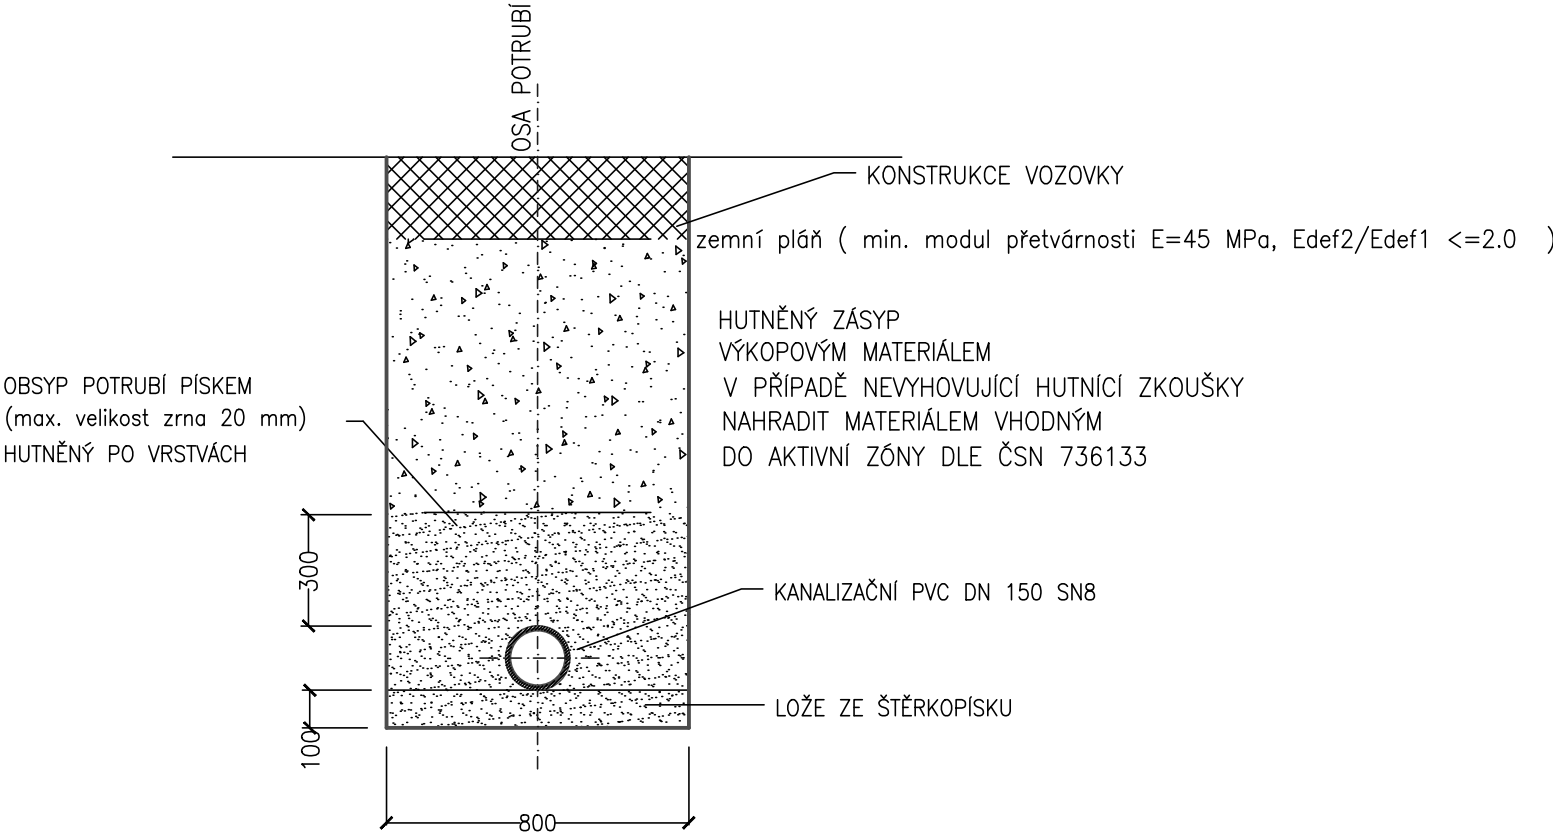 OSA POTRUBÍ
KONSTRUKCE VOZOVKY
zemní pláň ( min. modul přetvárnosti E=45 MPa, Edef2/Edef1 <=2.0 )
HUTNĚNÝ ZÁSYP
VÝKOPOVÝM MATERIÁLEM
V PŘÍPADĚ NEVYHOVUJÍCÍ HUTNÍCÍ ZKOUŠKY
NAHRADIT MATERIÁLEM VHODNÝM
DO AKTIVNÍ ZÓNY DLE ČSN 736133
OBSYP POTRUBÍ PÍSKEM
(max. velikost zrna 20 mm)
HUTNĚNÝ PO VRSTVÁCH
300
KANALIZAČNÍ PVC DN 150 SN8
LOŽE ZE ŠTĚRKOPÍSKU
100
800